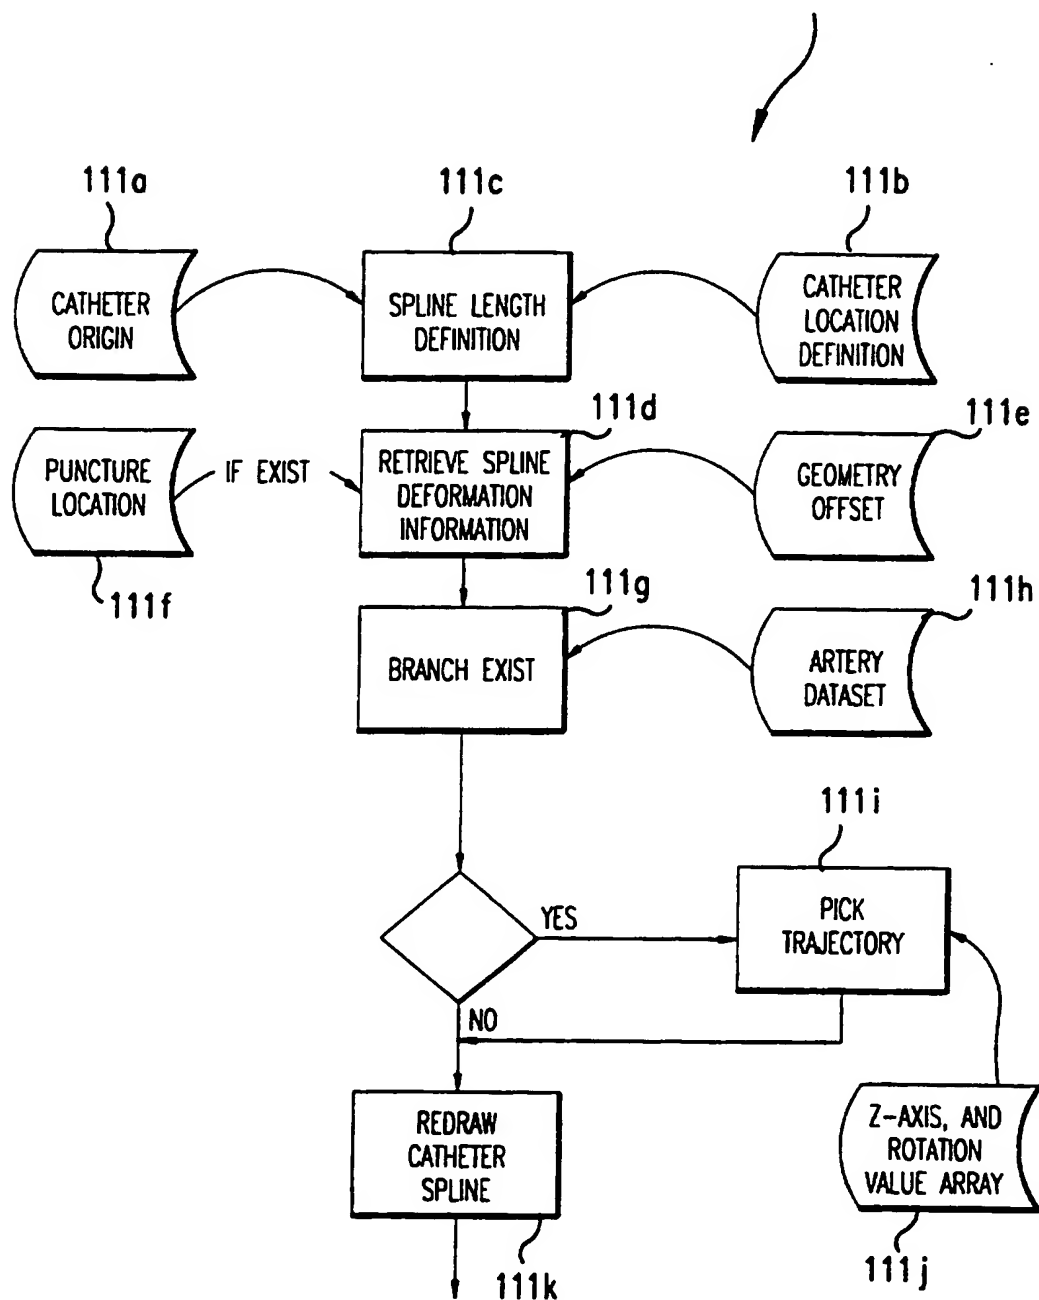 111a
111c
111b
CATHETER
ORIGIN
SPLINE LENGTH
DEFINITION
CATHETER
LOCATION
DEFINITION
111d
111e
PUNCTURE
LOCATION
IF EXIST
RETRIEVE SPLINE
DEFORMATION
INFORMATION
GEOMETRY
OFFSET
111f
111g
111h
BRANCH EXIST
ARTERY
DATASET
111i
YES
PICK
TRAJECTORY
NO
REDRAW
CATHETER
SPLINE
Z-AXIS, AND
ROTATION
VALUE ARRAY
111k
111j